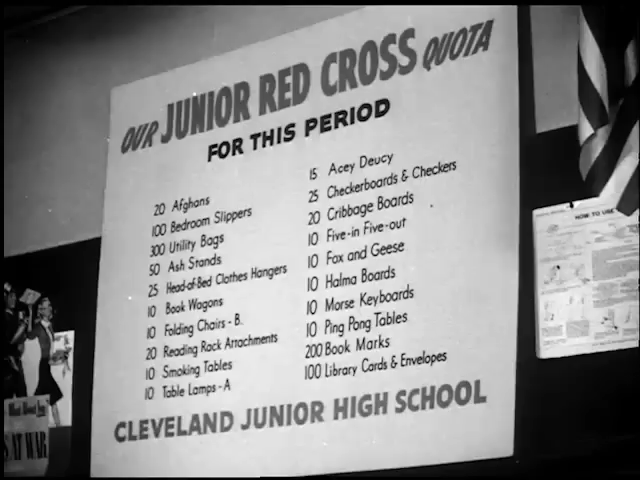 OUR JUNIOR RED CROSS QUOTA
FOR THIS PERIOD
20 Afghans
100 Bedroom Slippers
300 Utility Bags
50 Ash Stands
25 Head-of-Bed Clothes Hangers
10 Book Wagons
10 Folding Chairs - B.
20 Reading Rack Attachments
10 Smoking Tables
10 Table Lamps - A
15 Acey Deucy
25 Checkerboards & Checkers
20 Cribbage Boards
10 Five-in Five-out
10 Fox and Geese
10 Halma Boards
10 Morse Keyboards
10 Ping Pong Tables
200 Book Marks
100 Library Cards & Envelopes
CLEVELAND JUNIOR HIGH SCHOOL
HOW TO USE
AT WAR